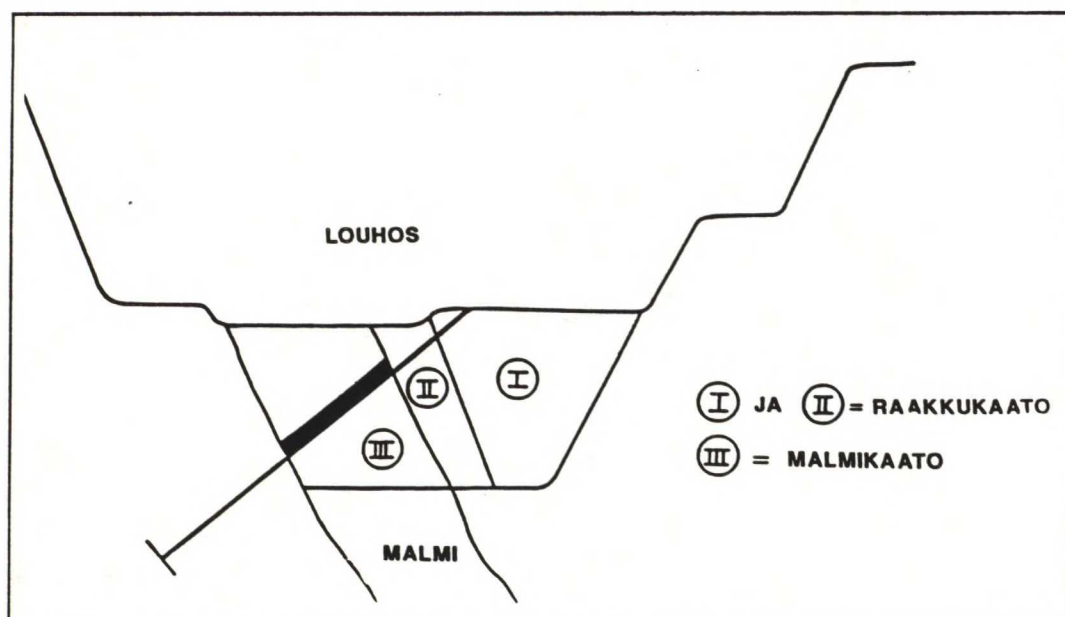 LOUHOS
II
I
III
I JA II = RAAKKUKAATO
III = MALMIKAATO
MALMI